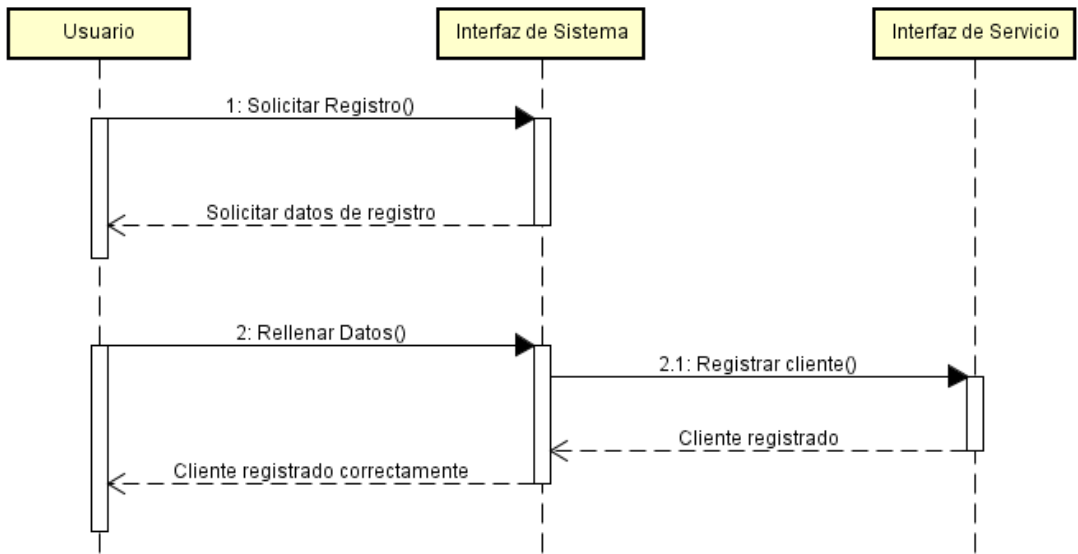 Usuario
Interfaz de Sistema
Interfaz de Servicio
1: Solicitar Registro()
Solicitar datos de registro
2: Rellenar Datos()
2.1: Registrar cliente()
Cliente registrado
Cliente registrado correctamente